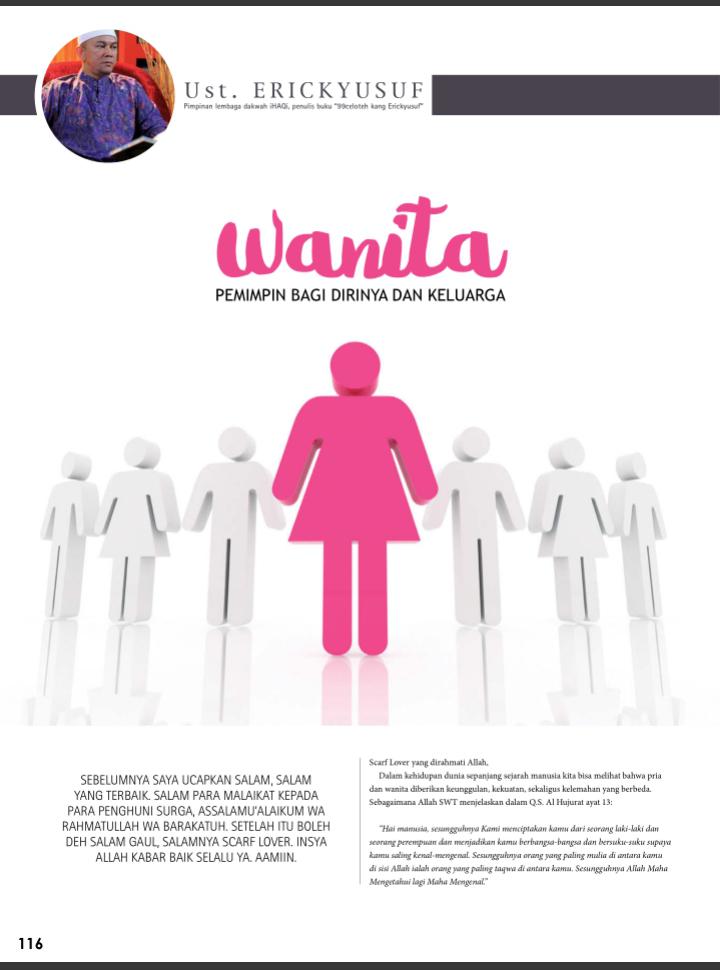 Ust. ERICKYUSUF
Pimpinan lembaga dakwah iHAQi, penulis buku "99celoteh kang Erickyusuf"
Wanita
PEMIMPIN BAGI DIRINYA DAN KELUARGA
SEBELUMNYA SAYA UCAPKAN SALAM, SALAM
YANG TERBAIK. SALAM PARA MALAIKAT KEPADA
PARA PENGHUNI SURGA, ASSALAMU'ALAIKUM WA
RAHMATULLAH WA BARAKATUH. SETELAH ITU BOLEH
DEH SALAM GAUL, SALAMNYA SCARF LOVER. INSYA
ALLAH KABAR BAIK SELALU YA. AAMIIN.
Scarf Lover yang dirahmati Allah,
Dalam kehidupan dunia sepanjang sejarah manusia kita bisa melihat bahwa pria
dan wanita diberikan keunggulan, kekuatan, sekaligus kelemahan yang berbeda.
Sebagaimana Allah SWT menjelaskan dalam Q.S. Al Hujurat ayat 13:
"Hai manusia, sesungguhnya Kami menciptakan kamu dari seorang laki-laki dan
seorang perempuan dan menjadikan kamu berbangsa-bangsa dan bersuku-suku supaya
kamu saling kenal-mengenal. Sesungguhnya orang yang paling mulia di antara kamu
di sisi Allah ialah orang yang paling taqwa di antara kamu. Sesungguhnya Allah Maha
Mengetahui lagi Maha Mengenal."
116